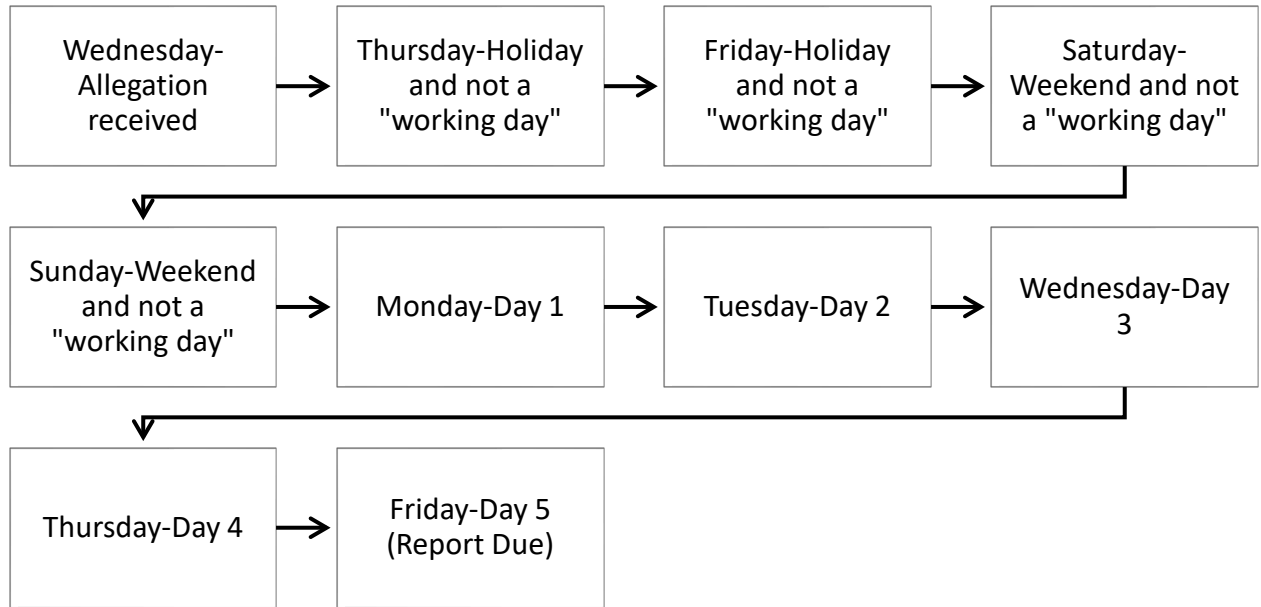 Wednesday-
Allegation
received
Thursday-Holiday
and not a
"working day"
Friday-Holiday
and not a
"working day"
Saturday-
Weekend and not
a "working day"
Sunday-Weekend
and not a
"working day"
Monday-Day 1
Tuesday-Day 2
Wednesday-Day
3
Thursday-Day 4
Friday-Day 5
(Report Due)